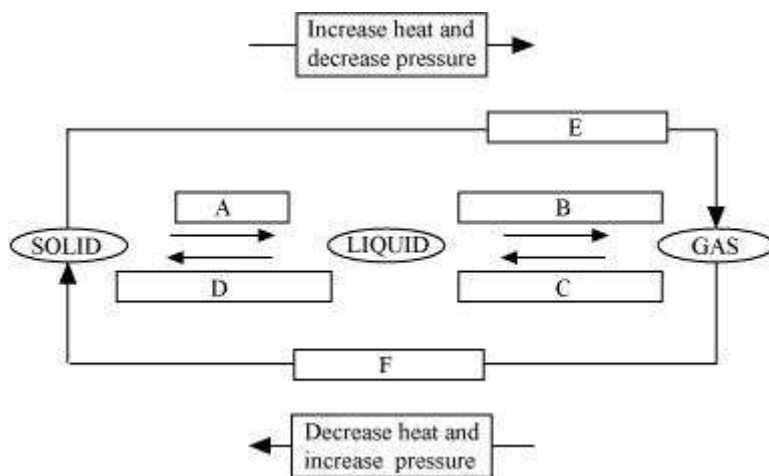 Increase heat and
decrease pressure
E
A
B
SOLID
LIQUID
GAS
D
C
F
Decrease heat and
increase pressure